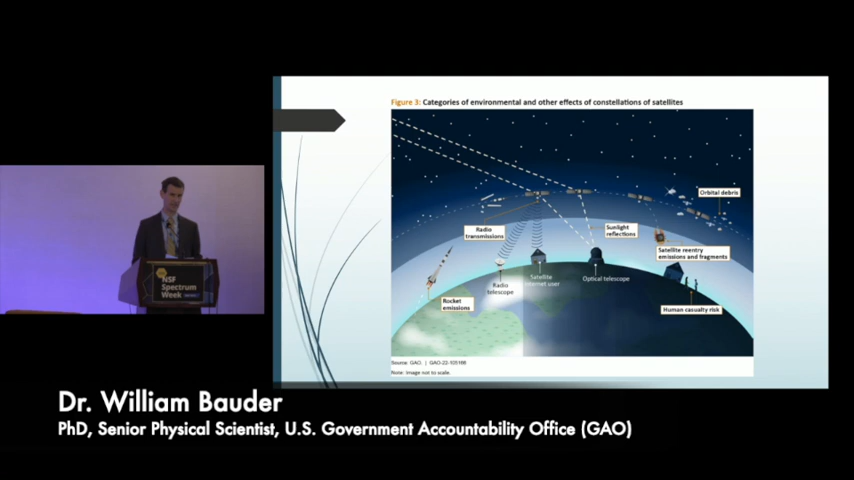 Figure 3: Categories of environmental and other effects of constellations of satellites
Orbital debris
Radio
transmissions
Sunlight
reflections
Satellite reentry
emissions and fragments
Radio
telescope
Satellite
internet user
Optical telescope
Rocket
emissions
Human casualty risk
Source: GAO. | GAO-22-105166
Note: Image not to scale.
NSF
Spectrum
Week
Dr. William Bauder
PhD, Senior Physical Scientist, U.S. Government Accountability Office (GAO)